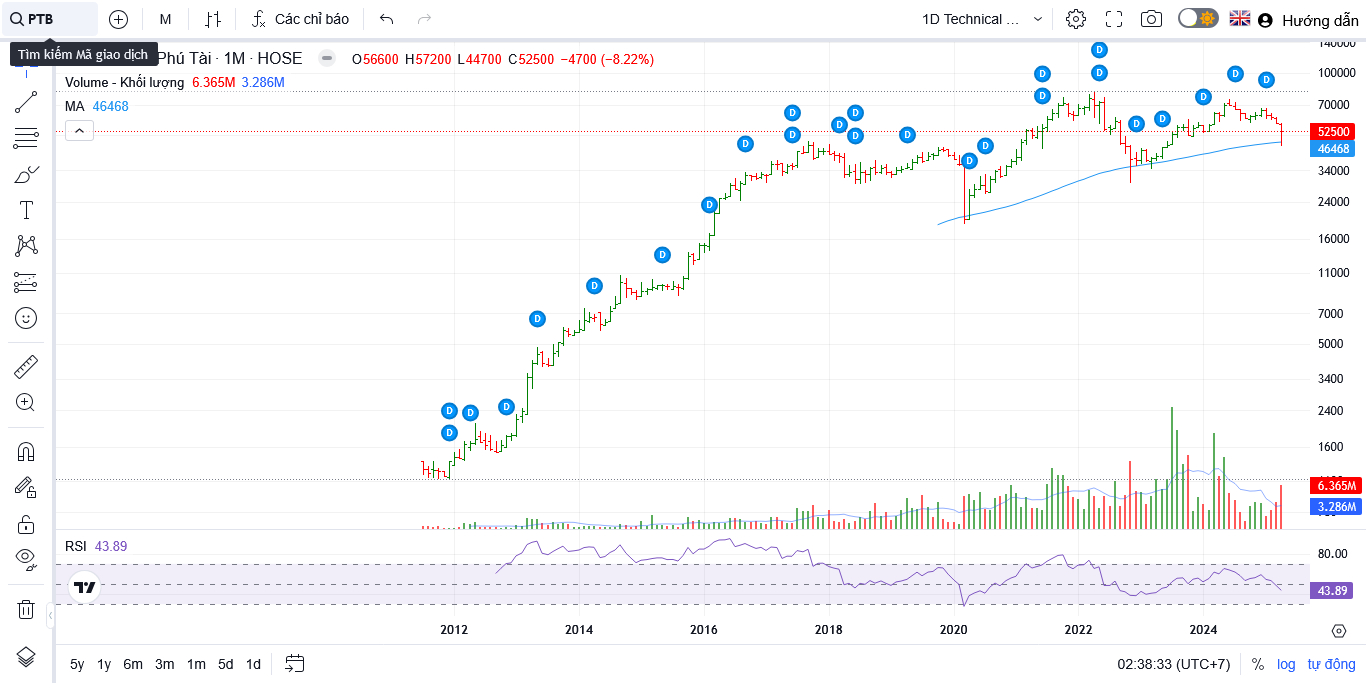 PTB
M
Các chỉ báo
1D Technical ...
Hướng dẫn
Tìm kiếm Mã giao dịch
Phú Tài · 1M · HOSE
O56600 H57200 L44700 C52500 −4700 (−8.22%)
Volume - Khối lượng 6.365M 3.286M
MA 46468
140000
100000
70000
52500
46468
34000
24000
16000
11000
7000
5000
3400
2400
1600
6.365M
3.286M
D D D D D D D D D D D D D D D D D D D D D D D D D D
RSI 43.89
80.00
43.89
2012 2014 2016 2018 2020 2022 2024
5y 1y 6m 3m 1m 5d 1d
02:38:33 (UTC+7)
%
log
tự động